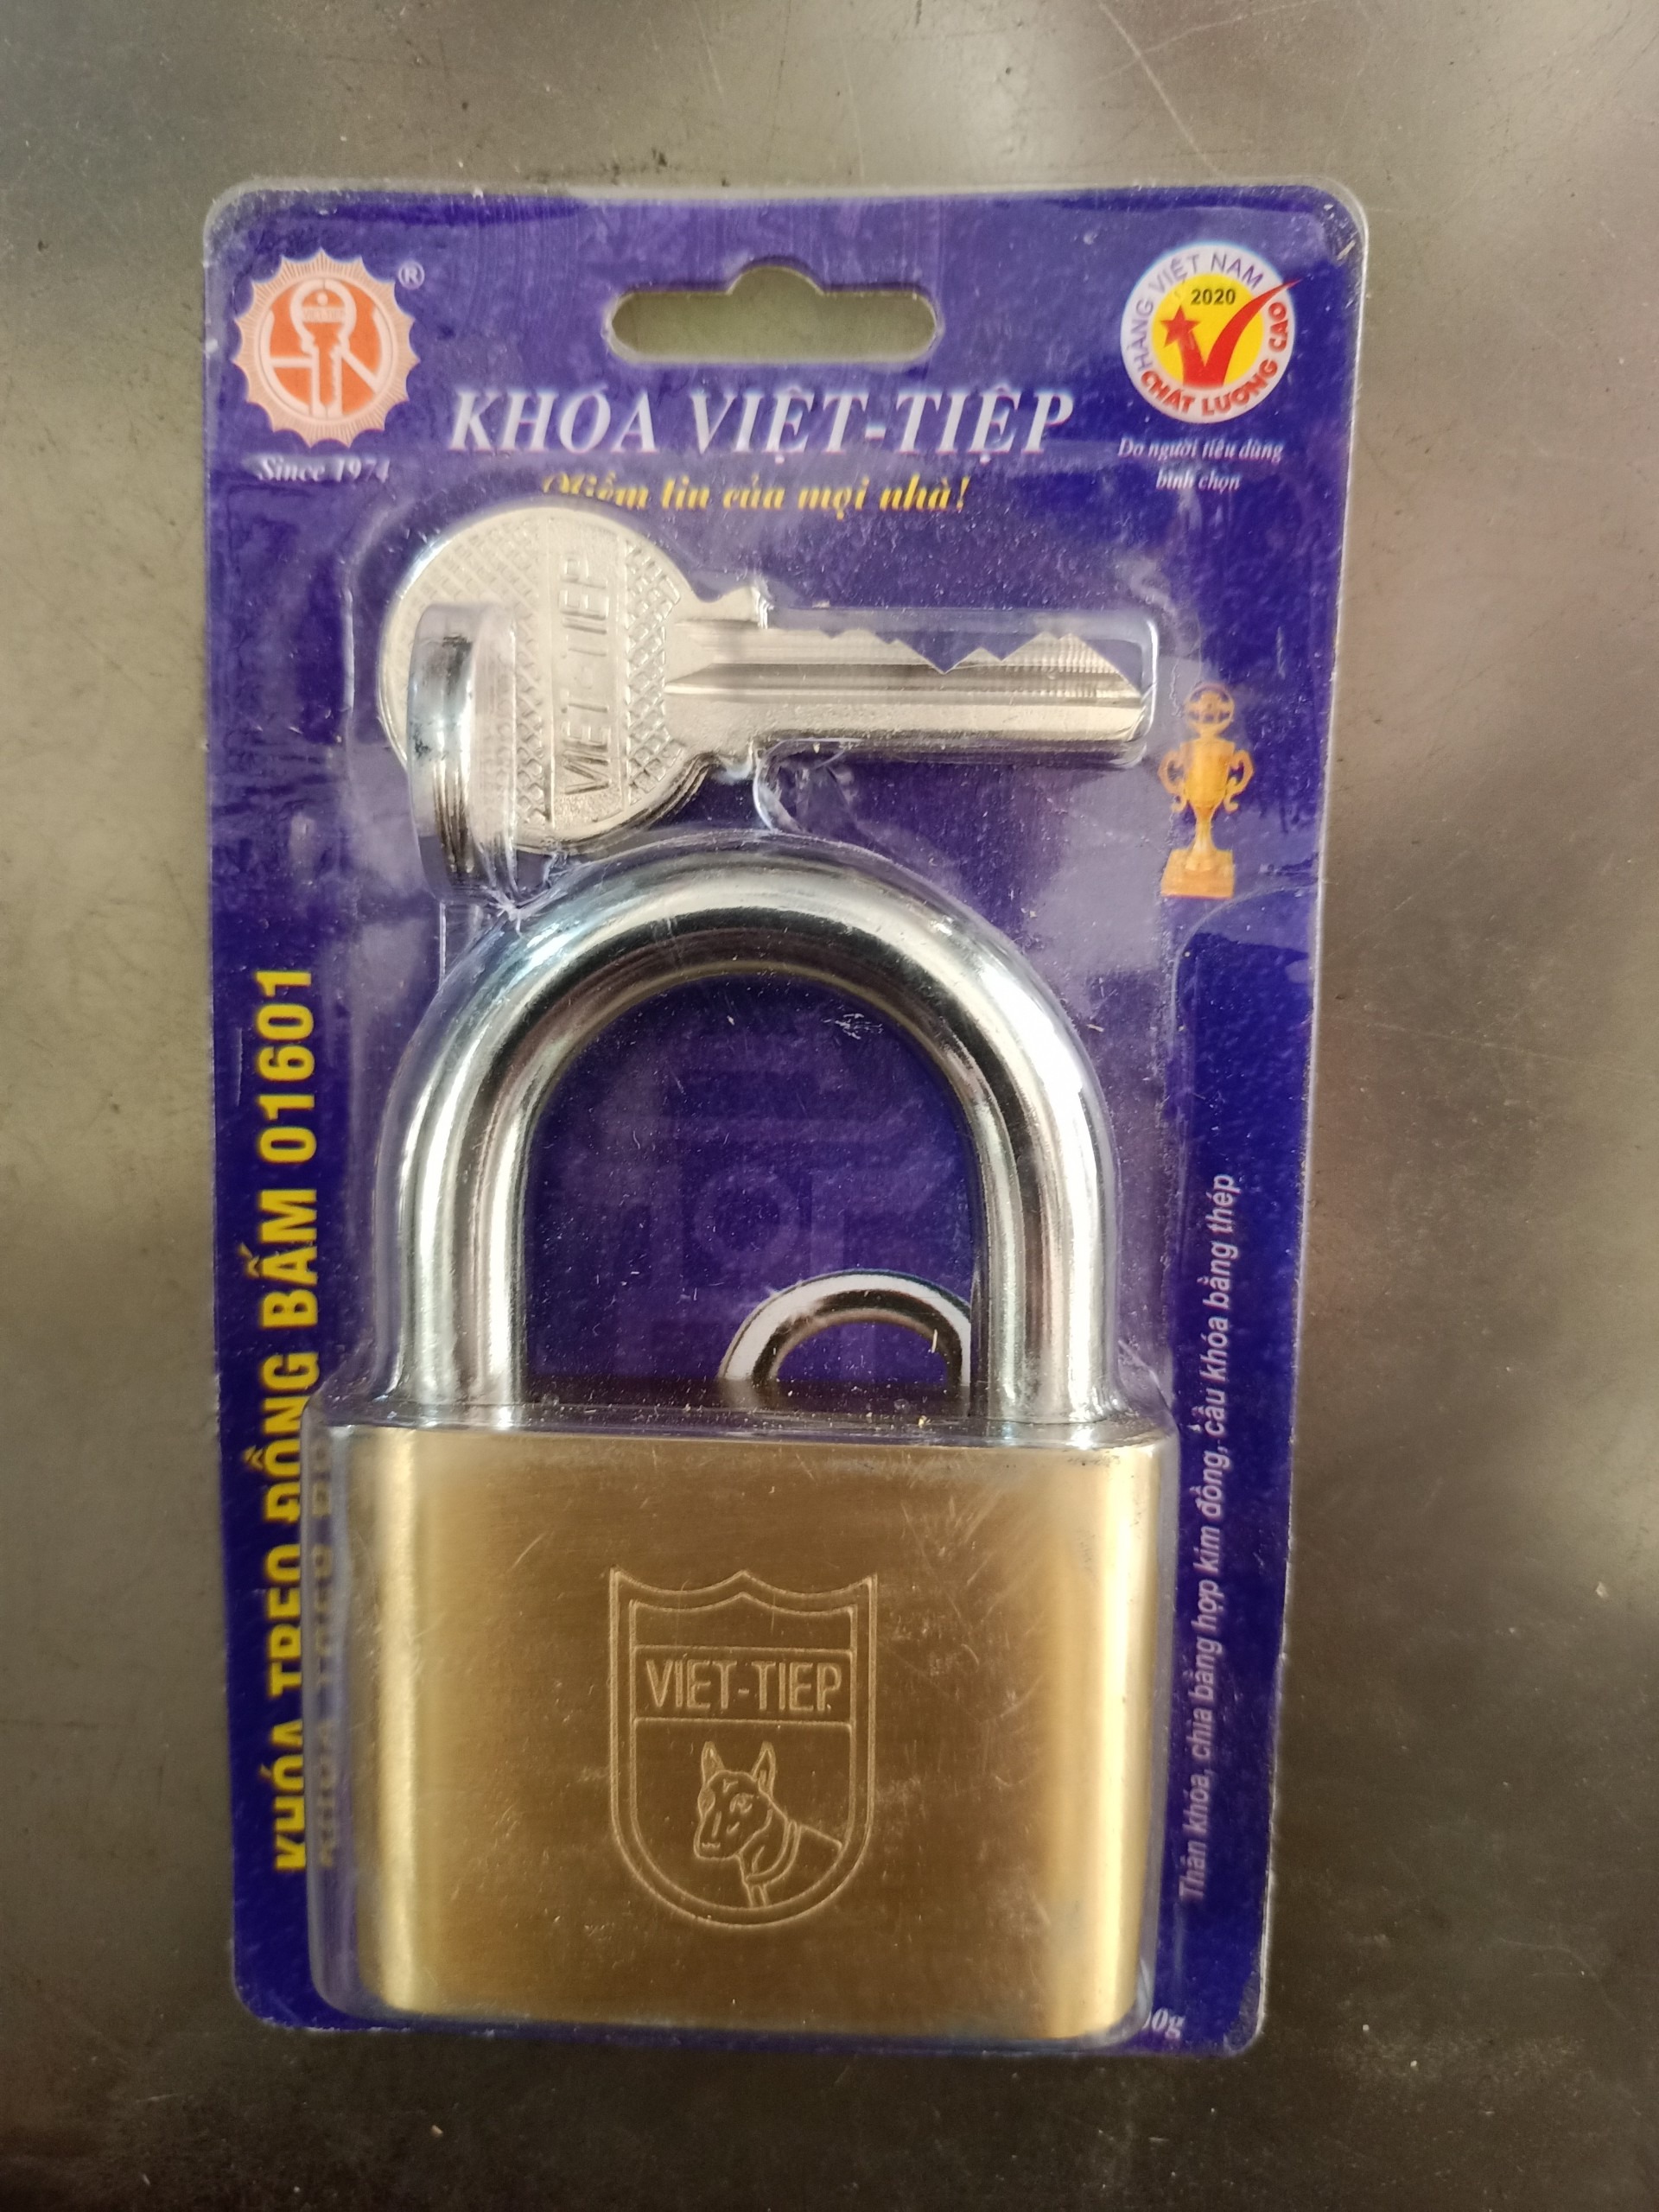 ®
HÀNG VIỆT NAM
2020
CHẤT LƯỢNG CAO
Since 1974
KHÓA VIỆT-TIỆP
Do người tiêu dùng
bình chọn
Niềm tin của mọi nhà!
VIET-TIEP
KHÓA TREO ĐỒNG BẤM 01601
Thân khóa, chìa bằng hợp kim đồng, cầu khóa bằng thép
VIET-TIEP